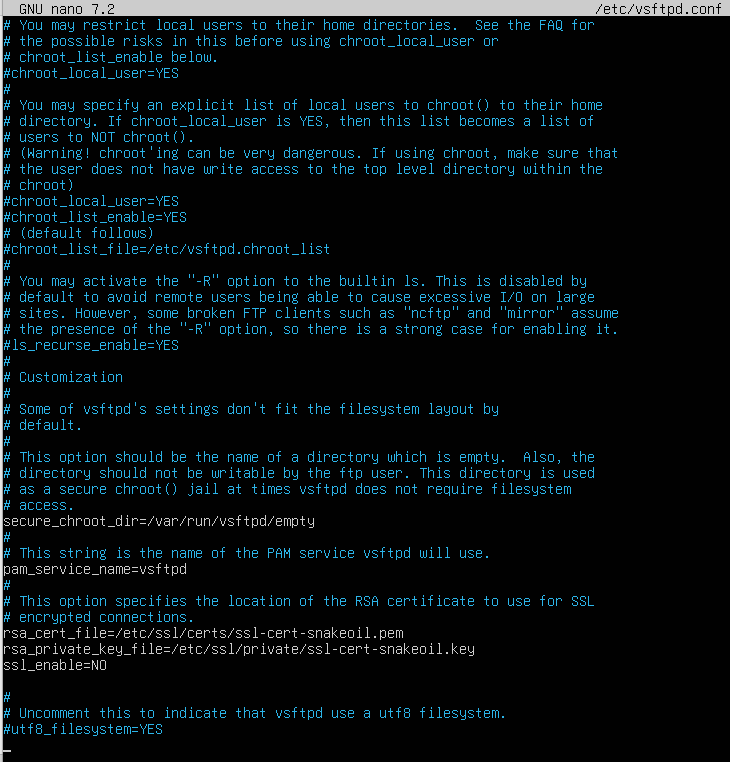 GNU nano 7.2 /etc/vsftpd.conf
# You may restrict local users to their home directories.  See the FAQ for
# the possible risks in this before using chroot_local_user or
# chroot_list_enable below.
#chroot_local_user=YES
#
# You may specify an explicit list of local users to chroot() to their home
# directory. If chroot_local_user is YES, then this list becomes a list of
# users to NOT chroot().
# (Warning! chroot'ing can be very dangerous. If using chroot, make sure that
# the user does not have write access to the top level directory within the
# chroot)
#chroot_local_user=YES
#chroot_list_enable=YES
# (default follows)
#chroot_list_file=/etc/vsftpd.chroot_list
#
# You may activate the "-R" option to the builtin ls. This is disabled by
# default to avoid remote users being able to cause excessive I/O on large
# sites. However, some broken FTP clients such as "ncftp" and "mirror" assume
# the presence of the "-R" option, so there is a strong case for enabling it.
#ls_recurse_enable=YES
#
# Customization
#
# Some of vsftpd's settings don't fit the filesystem layout by
# default.
#
# This option should be the name of a directory which is empty.  Also, the
# directory should not be writable by the ftp user. This directory is used
# as a secure chroot() jail at times vsftpd does not require filesystem
# access.
secure_chroot_dir=/var/run/vsftpd/empty
#
# This string is the name of the PAM service vsftpd will use.
pam_service_name=vsftpd
#
# This option specifies the location of the RSA certificate to use for SSL
# encrypted connections.
rsa_cert_file=/etc/ssl/certs/ssl-cert-snakeoil.pem
rsa_private_key_file=/etc/ssl/private/ssl-cert-snakeoil.key
ssl_enable=NO

#
# Uncomment this to indicate that vsftpd use a utf8 filesystem.
#utf8_filesystem=YES